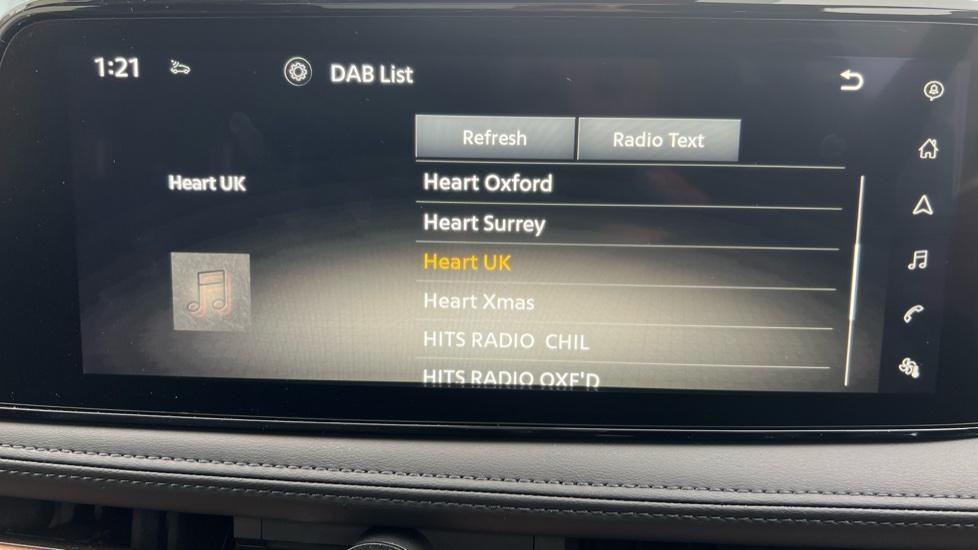 1:21
DAB List
Refresh
Radio Text
Heart UK
Heart Oxford
Heart Surrey
Heart UK
Heart Xmas
HITS RADIO CHIL
HITS RADIO OXF'D